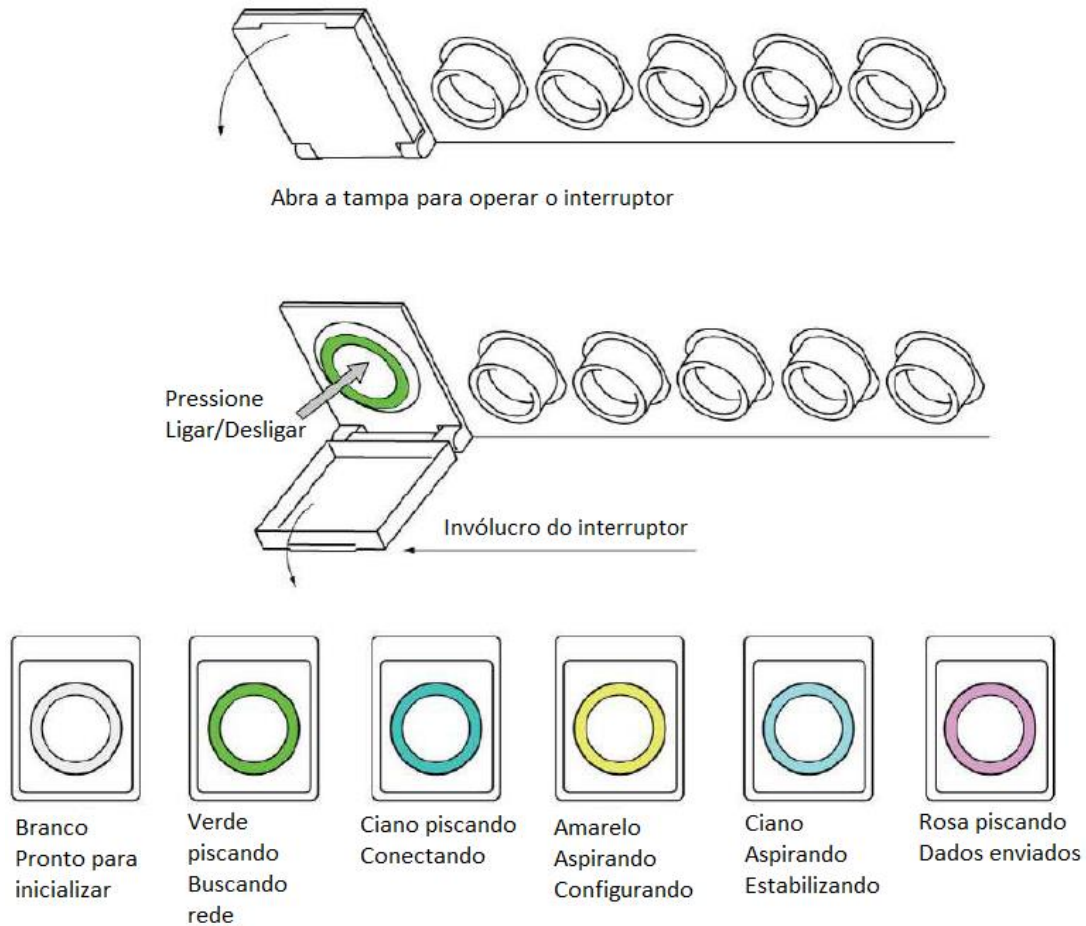 Abra a tampa para operar o interruptor
Pressione
Ligar/Desligar
Invólucro do interruptor
Branco
Pronto para
inicializar
Verde
piscando
Buscando
rede
Ciano piscando
Conectando
Amarelo
Aspirando
Configurando
Ciano
Aspirando
Estabilizando
Rosa piscando
Dados enviados